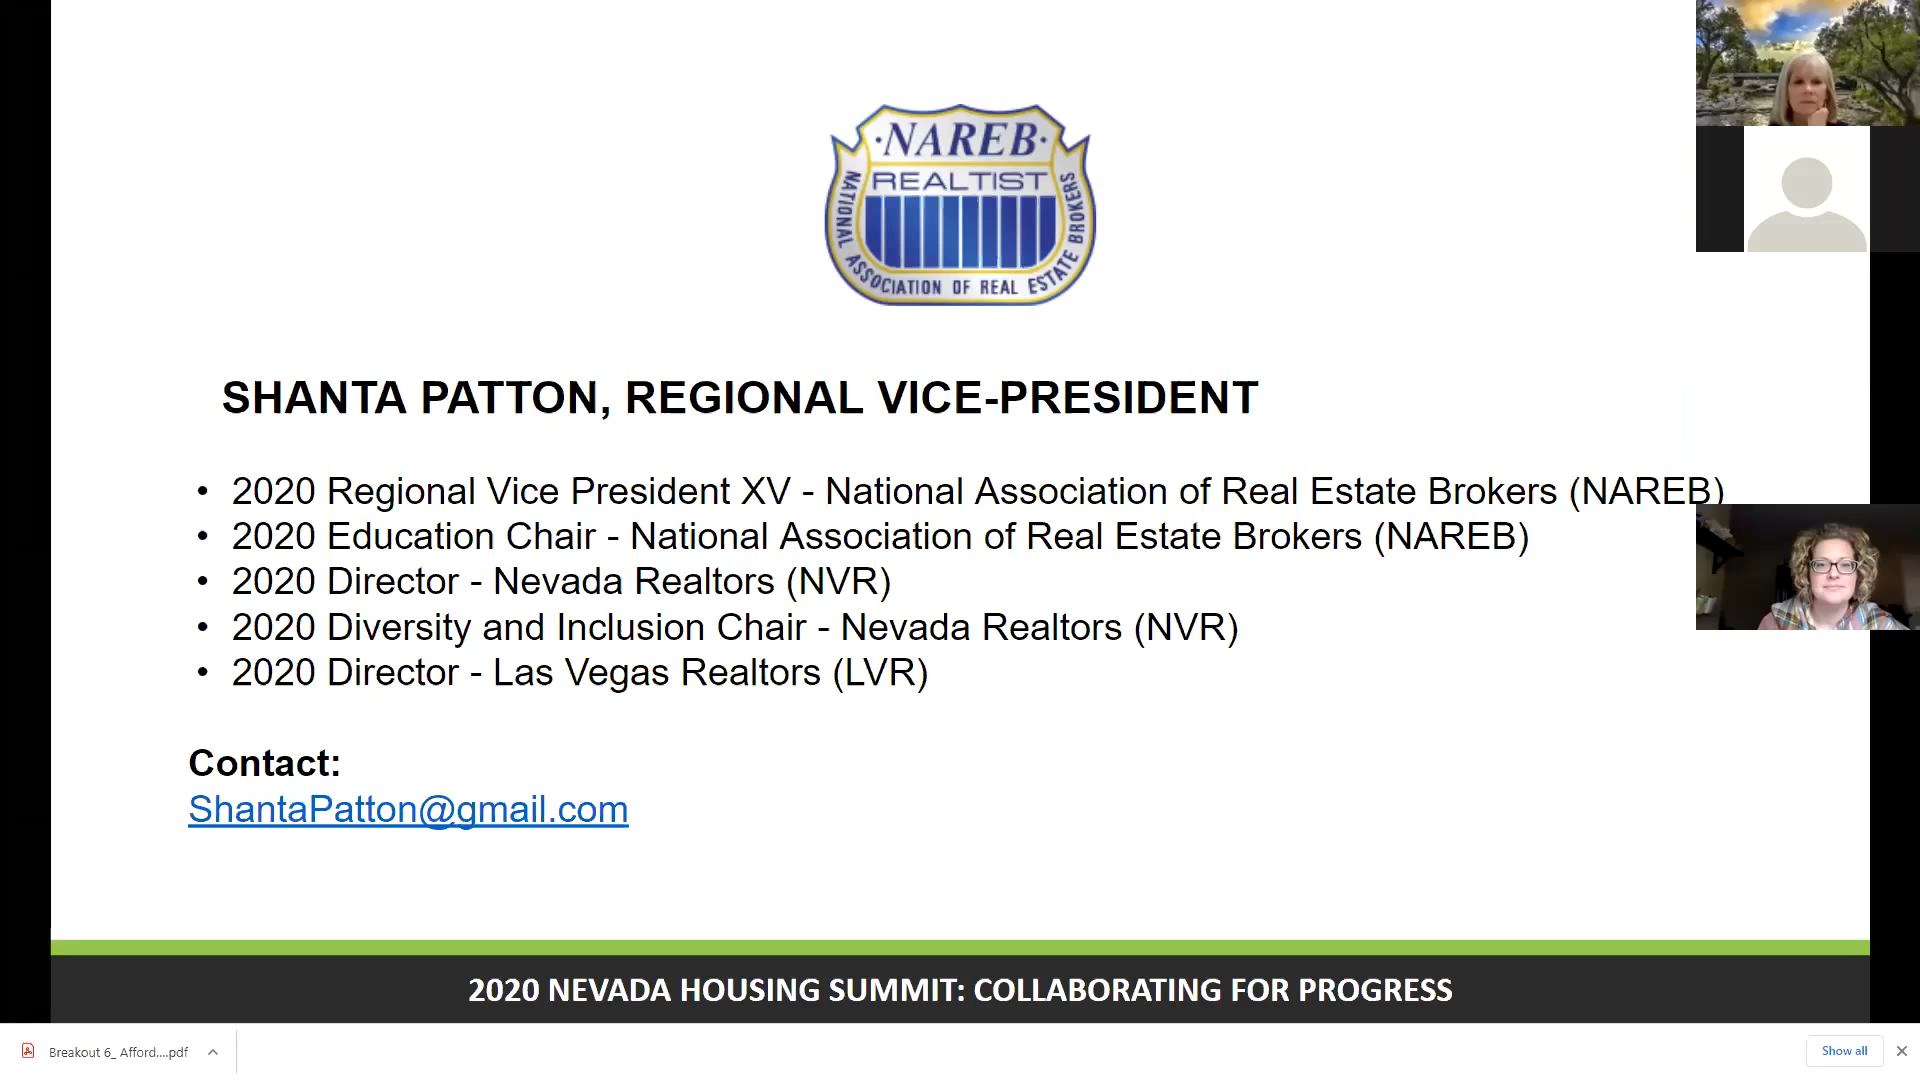 ·NAREB·
REALTIST
NATIONAL ASSOCIATION OF REAL ESTATE BROKERS
SHANTA PATTON, REGIONAL VICE-PRESIDENT
• 2020 Regional Vice President XV - National Association of Real Estate Brokers (NAREB)
• 2020 Education Chair - National Association of Real Estate Brokers (NAREB)
• 2020 Director - Nevada Realtors (NVR)
• 2020 Diversity and Inclusion Chair - Nevada Realtors (NVR)
• 2020 Director - Las Vegas Realtors (LVR)
Contact:
ShantaPatton@gmail.com
2020 NEVADA HOUSING SUMMIT: COLLABORATING FOR PROGRESS
Breakout 6_ Afford....pdf
Show all